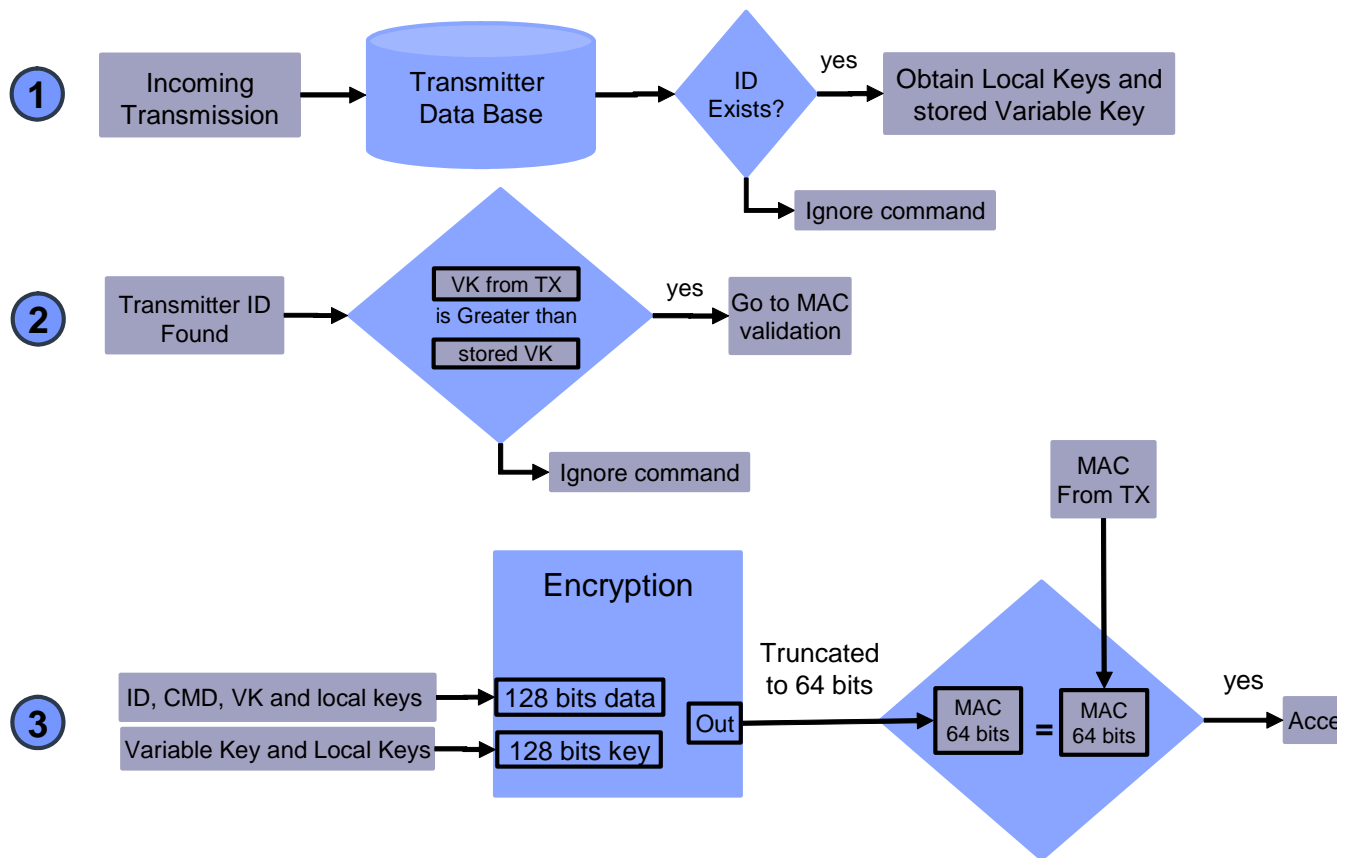 1
Incoming
Transmission
Transmitter
Data Base
ID
Exists?
yes
Obtain Local Keys and
stored Variable Key
Ignore command
2
Transmitter ID
Found
VK from TX
is Greater than
stored VK
yes
Go to MAC
validation
Ignore command
MAC
From TX
3
Encryption
ID, CMD, VK and local keys
128 bits data
Variable Key and Local Keys
128 bits key
Out
Truncated
to 64 bits
MAC
64 bits
=
MAC
64 bits
yes
Acce